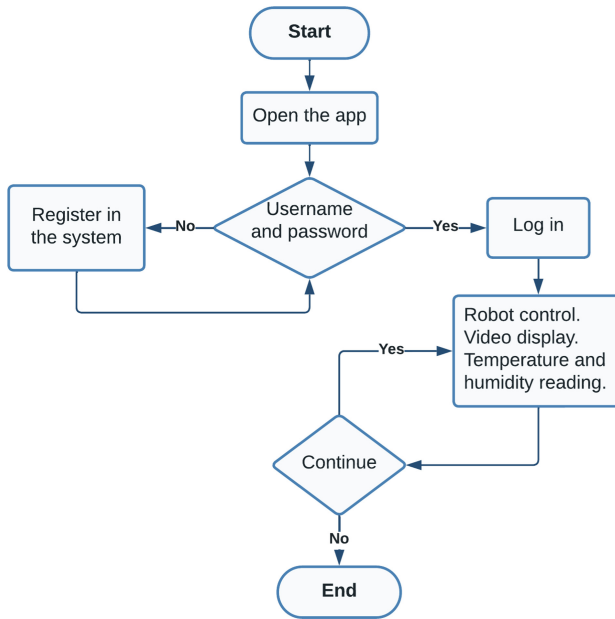 Start
Open the app
Username
and password
No
Yes
Register in
the system
Log in
Robot control.
Video display.
Temperature and
humidity reading.
Yes
Continue
No
End